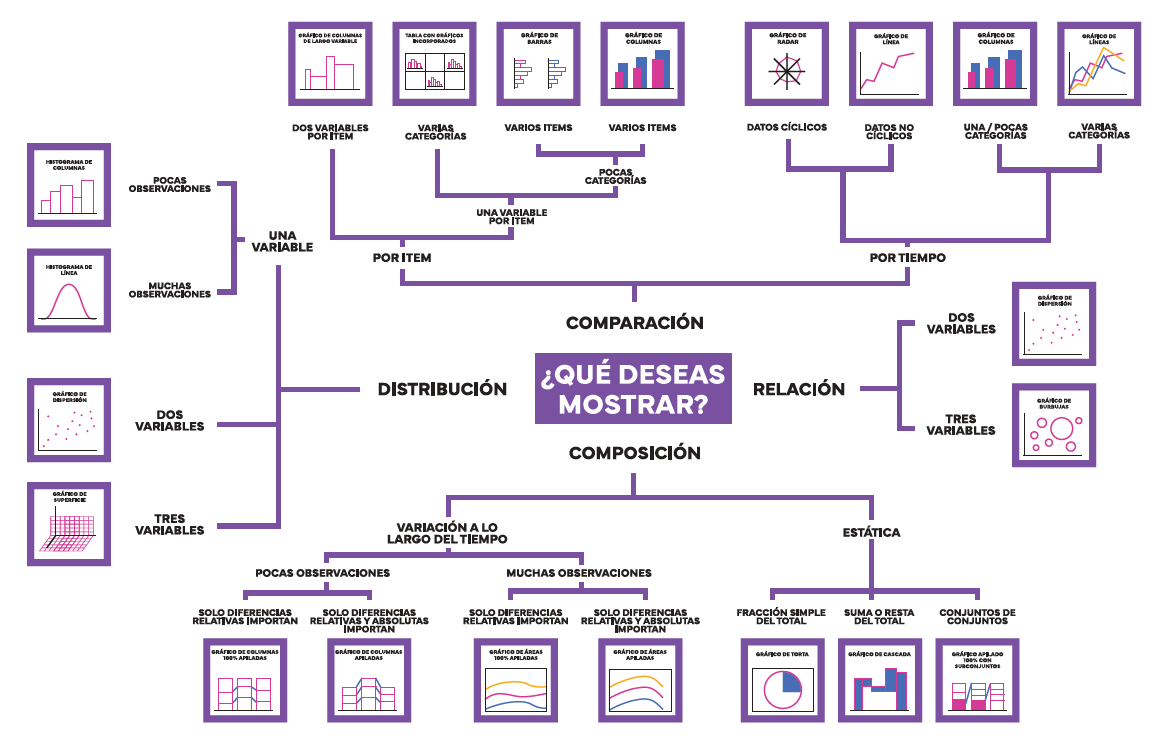 GRÁFICO DE COLUMNAS
DE LARGO VARIABLE
TABLA CON GRÁFICOS
INCORPORADOS
GRÁFICO DE
BARRAS
GRÁFICO DE
COLUMNAS
GRÁFICO DE
RADAR
GRÁFICO DE
LÍNEA
GRÁFICO DE
COLUMNAS
GRÁFICO DE
LÍNEAS
DOS VARIABLES
POR ITEM
VARIAS
CATEGORÍAS
VARIOS ITEMS
VARIOS ITEMS
DATOS CÍCLICOS
DATOS NO
CÍCLICOS
UNA / POCAS
CATEGORÍAS
VARIAS
CATEGORÍAS
POCAS
CATEGORÍAS
UNA VARIABLE
POR ITEM
POR ITEM
POR TIEMPO
COMPARACIÓN
HISTOGRAMA DE
COLUMNAS
POCAS
OBSERVACIONES
UNA
VARIABLE
HISTOGRAMA DE
LÍNEA
MUCHAS
OBSERVACIONES
DISTRIBUCIÓN
¿QUÉ DESEAS
MOSTRAR?
RELACIÓN
DOS
VARIABLES
GRÁFICO DE
DISPERSIÓN
TRES
VARIABLES
GRÁFICO DE
BURBUJAS
GRÁFICO DE
DISPERSIÓN
DOS
VARIABLES
GRÁFICO DE
SUPERFICIE
TRES
VARIABLES
COMPOSICIÓN
VARIACIÓN A LO
LARGO DEL TIEMPO
ESTÁTICA
POCAS OBSERVACIONES
MUCHAS OBSERVACIONES
SOLO DIFERENCIAS
RELATIVAS IMPORTAN
SOLO DIFERENCIAS
RELATIVAS Y ABSOLUTAS
IMPORTAN
SOLO DIFERENCIAS
RELATIVAS IMPORTAN
SOLO DIFERENCIAS
RELATIVAS Y ABSOLUTAS
IMPORTAN
FRACCIÓN SIMPLE
DEL TOTAL
SUMA O RESTA
DEL TOTAL
CONJUNTOS DE
CONJUNTOS
GRÁFICO DE COLUMNAS
100% APILADAS
GRÁFICO DE COLUMNAS
APILADAS
GRÁFICO DE ÁREAS
100% APILADAS
GRÁFICO DE ÁREAS
APILADAS
GRÁFICO DE TORTA
GRÁFICO DE CASCADA
GRÁFICO APILADO
100% CON
SUBCONJUNTOS